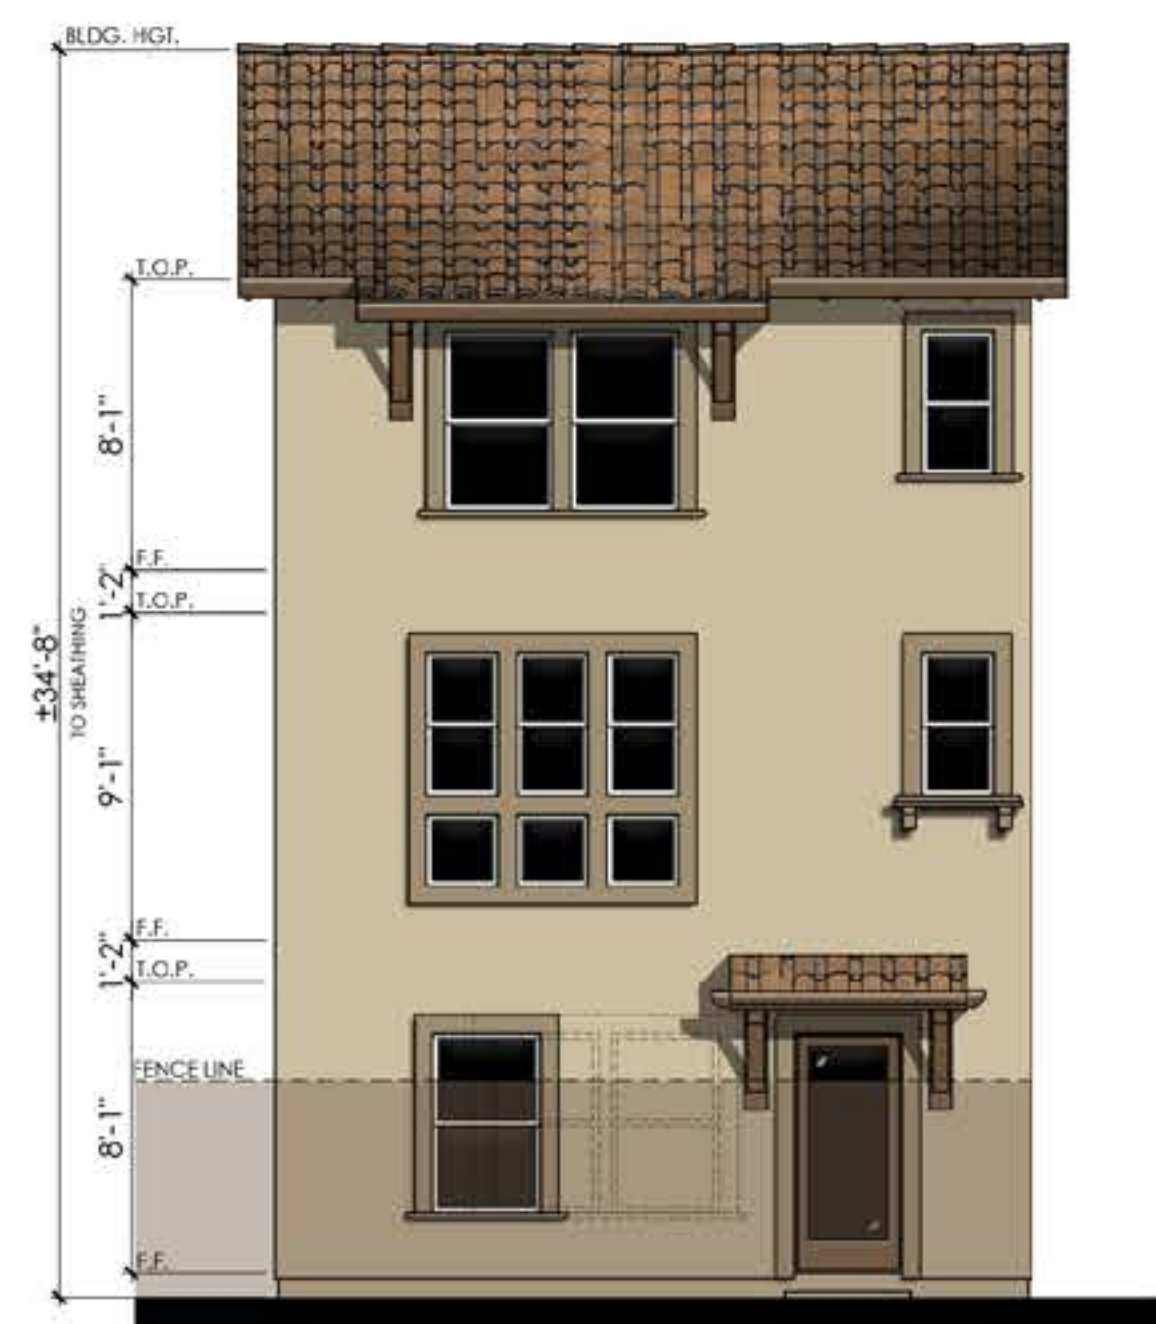 BLDG. HGT.
T.O.P.
8'-1"
F.F.
1'-2"
T.O.P.
±34'-8"
TO SHEATHING
9'-1"
F.F.
1'-2"
T.O.P.
FENCE LINE
8'-1"
F.F.